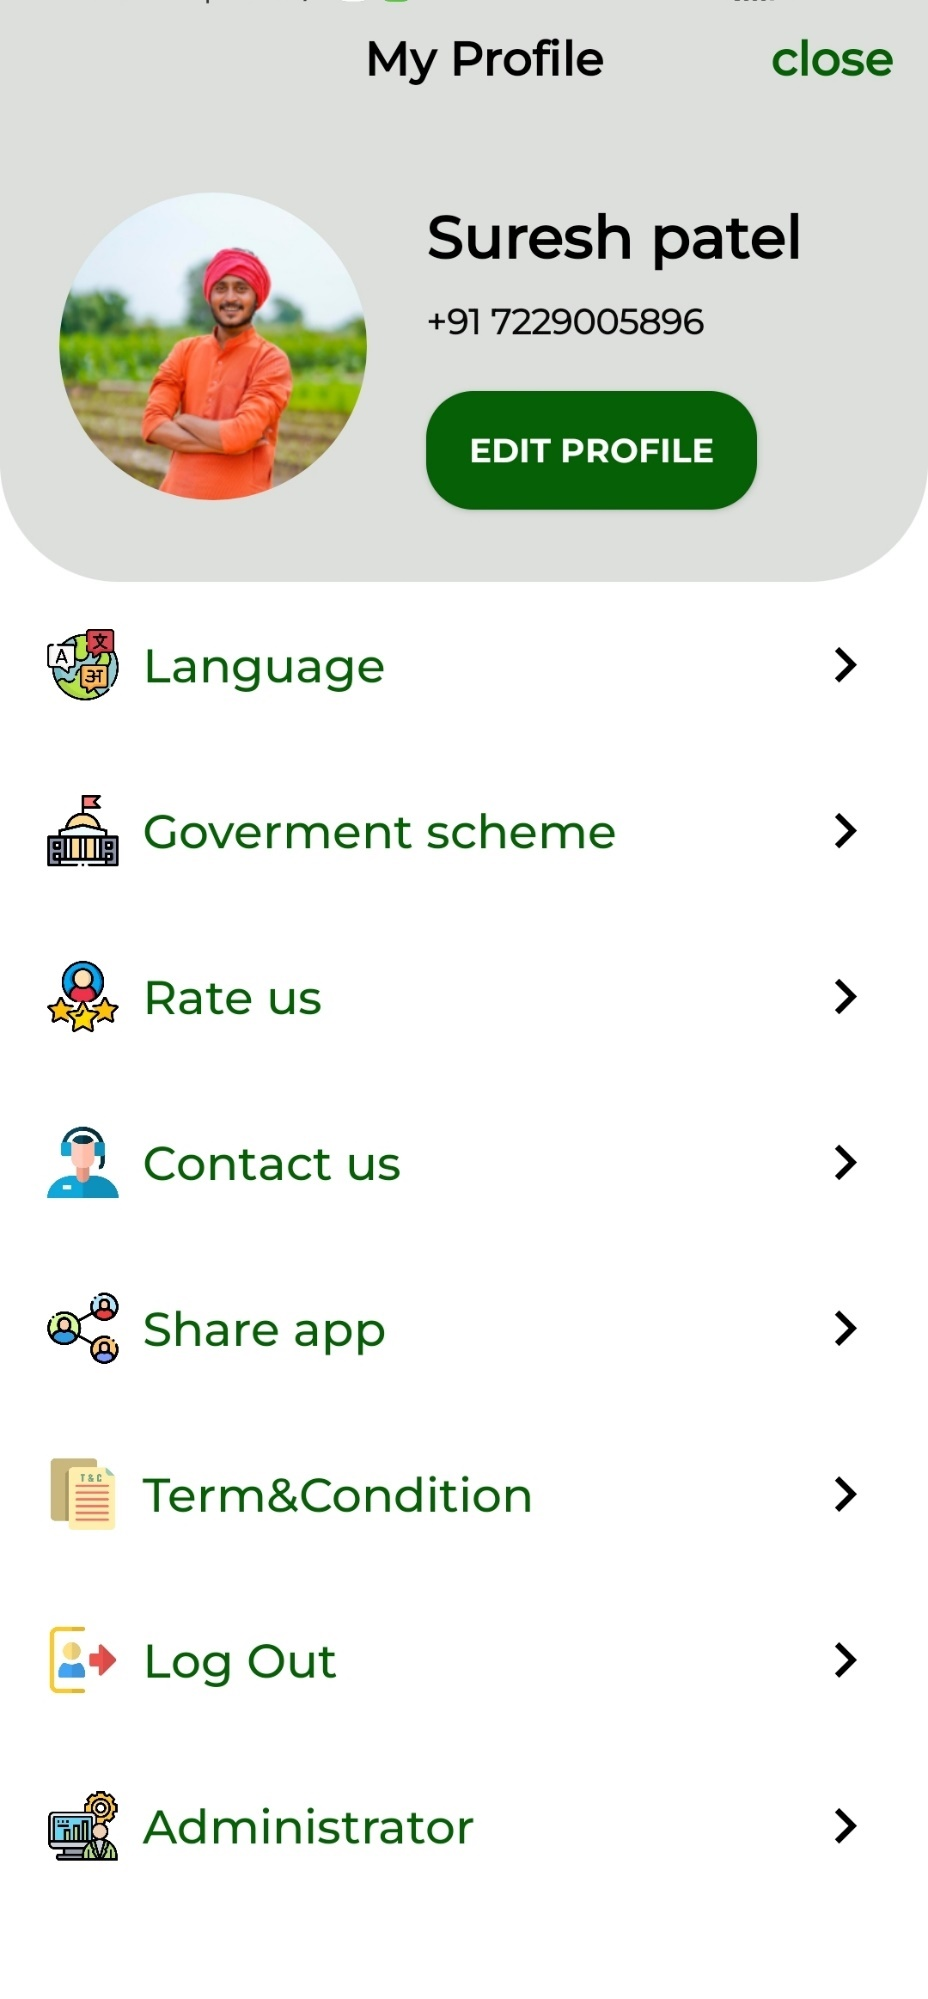 My Profile
close
Suresh patel
+91 7229005896
EDIT PROFILE
Language
Goverment scheme
Rate us
Contact us
Share app
T & C
Term&Condition
Log Out
Administrator